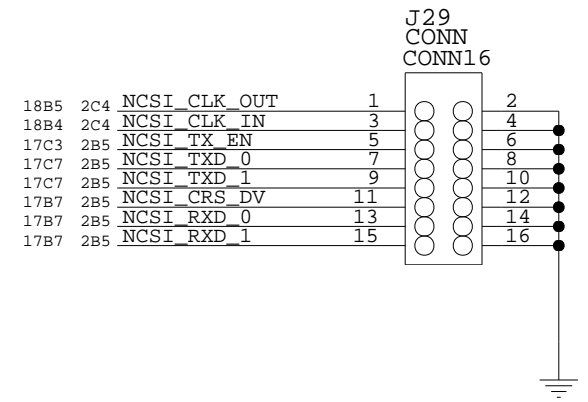 J29
CONN
CONN16
18B5 2C4 NCSI_CLK_OUT 1 2
18B4 2C4 NCSI_CLK_IN 3 4
17C3 2B5 NCSI_TX_EN 5 6
17C7 2B5 NCSI_TXD_0 7 8
17C7 2B5 NCSI_TXD_1 9 10
17B7 2B5 NCSI_CRS_DV 11 12
17B7 2B5 NCSI_RXD_0 13 14
17B7 2B5 NCSI_RXD_1 15 16